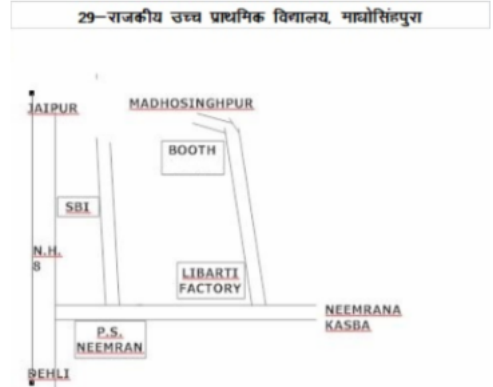 29-राजकीय उच्च प्राथमिक विद्यालय, माधोसिंहपुरा
JAIPUR
MADHOSINGHPUR
BOOTH
SBI
N.H.
8
LIBARTI
FACTORY
NEEMRANA
KASBA
P.S.
NEEMRAN
DEHLI